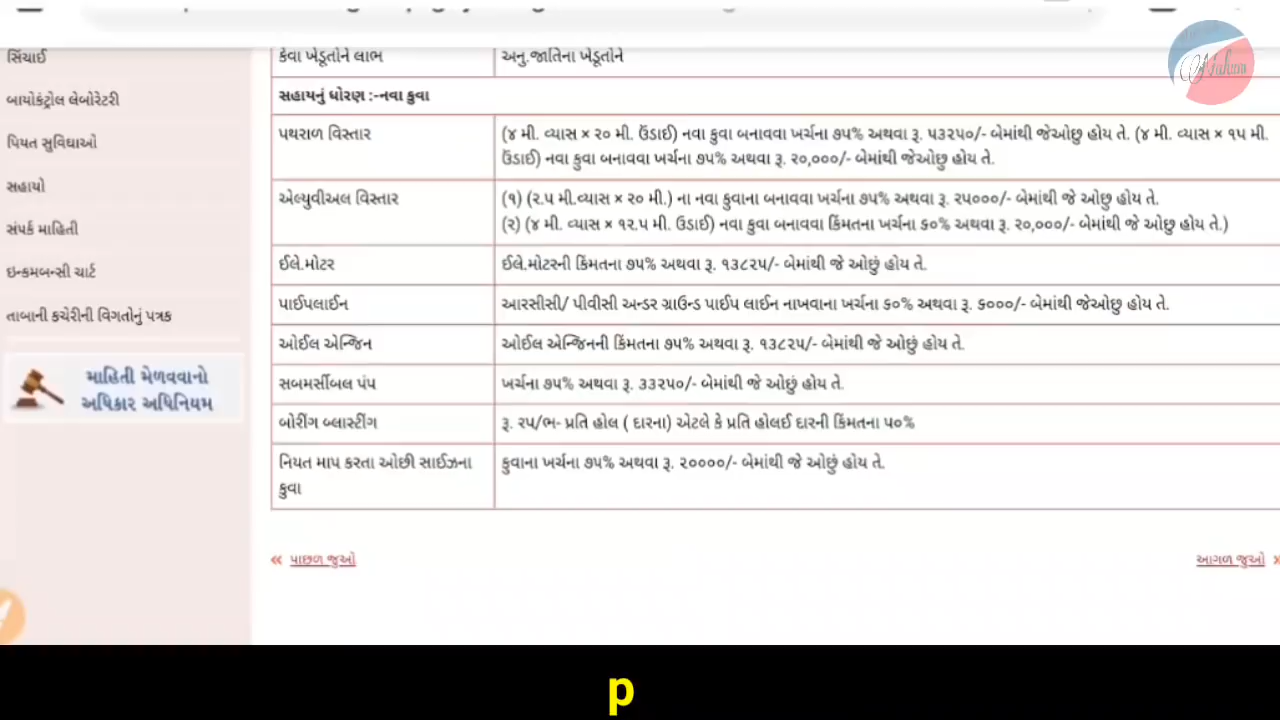 સિંચાઈ
બાયોકંટ્રોલ લેબોરેટરી
પિયત સુવિધાઓ
સહાયો
સંપર્ક માહિતી
ઇન્કમબન્સી ચાર્ટ
તાબાની કચેરીની વિગતોનું પત્રક
માહિતી મેળવવાનો
અધિકાર અધિનિયમ
કેવા ખેડૂતોને લાભ અનુ.જાતિના ખેડૂતોને
સહાયનું ધોરણ :-નવા કુવા
પથરાળ વિસ્તાર (૪ મી. વ્યાસ × ૨૦ મી. ઉંડાઈ) નવા કુવા બનાવવા ખર્ચના ૭૫% અથવા રૂ. ૫૩૨૫૦/- બેમાંથી જેઓછુ હોય તે. (૪ મી. વ્યાસ × ૧૫ મી.
ઉંડાઈ) નવા કુવા બનાવવા ખર્ચના ૭૫% અથવા રૂ. ૨૦,૦૦૦/- બેમાંથી જેઓછુ હોય તે.
એલ્યુવીઅલ વિસ્તાર (૧) (૨.૫ મી.વ્યાસ × ૨૦ મી.) ના નવા કુવાના બનાવવા ખર્ચના ૭૫% અથવા રૂ. ૨૫૦૦૦/- બેમાંથી જે ઓછુ હોય તે.
(૨) (૪ મી. વ્યાસ × ૧૨.૫ મી. ઉડાઈ) નવા કુવા બનાવવા કિંમતના ખર્ચના ૬૦% અથવા રૂ. ૨૦,૦૦૦/- બેમાંથી જે ઓછુ હોય તે.)
ઈલે.મોટર ઈલે.મોટરની કિંમતના ૭૫% અથવા રૂ. ૧૩૮૨૫/- બેમાંથી જે ઓછું હોય તે.
પાઈપલાઈન આરસીસી/ પીવીસી અન્ડર ગ્રાઉન્ડ પાઈપ લાઈન નાખવાના ખર્ચના ૬૦% અથવા રૂ. ૬૦૦૦/- બેમાંથી જેઓછુ હોય તે.
ઓઈલ એન્જિન ઓઈલ એન્જિનની કિંમતના ૭૫% અથવા રૂ. ૧૩૮૨૫/- બેમાંથી જે ઓછું હોય તે.
સબમર્સીબલ પંપ ખર્ચના ૭૫% અથવા રૂ. ૩૩૨૫૦/- બેમાંથી જે ઓછું હોય તે.
બોરીંગ બ્લાસ્ટીંગ રૂ. ૨૫/ભ- પ્રતિ હોલ ( દારના) એટલે કે પ્રતિ હોલઈ દારની કિંમતના ૫૦%
નિયત માપ કરતા ઓછી સાઈઝના કુવાના ખર્ચના ૭૫% અથવા રૂ. ૨૦૦૦૦/- બેમાંથી જે ઓછું હોય તે.
કુવા
« પાછળ જુઓ
આગળ જુઓ »
p